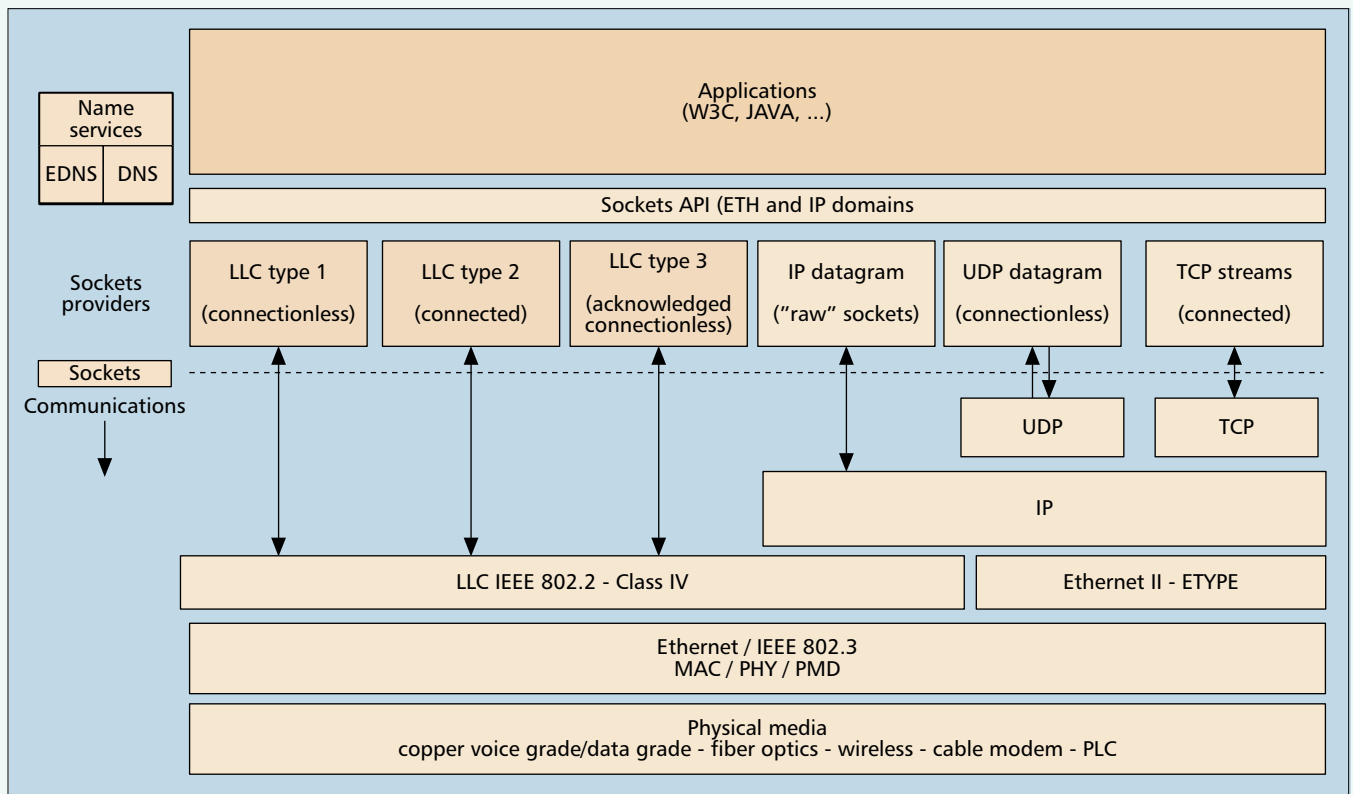 Applications
(W3C, JAVA, ...)
Name
services
EDNS
DNS
Sockets API (ETH and IP domains
Sockets
providers
LLC type 1
(connectionless)
LLC type 2
(connected)
LLC type 3
(acknowledged
connectionless)
IP datagram
(”raw” sockets)
UDP datagram
(connectionless)
TCP streams
(connected)
Sockets
Communications
UDP
TCP
IP
LLC IEEE 802.2 - Class IV
Ethernet II - ETYPE
Ethernet / IEEE 802.3
MAC / PHY / PMD
Physical media
copper voice grade/data grade - fiber optics - wireless - cable modem - PLC